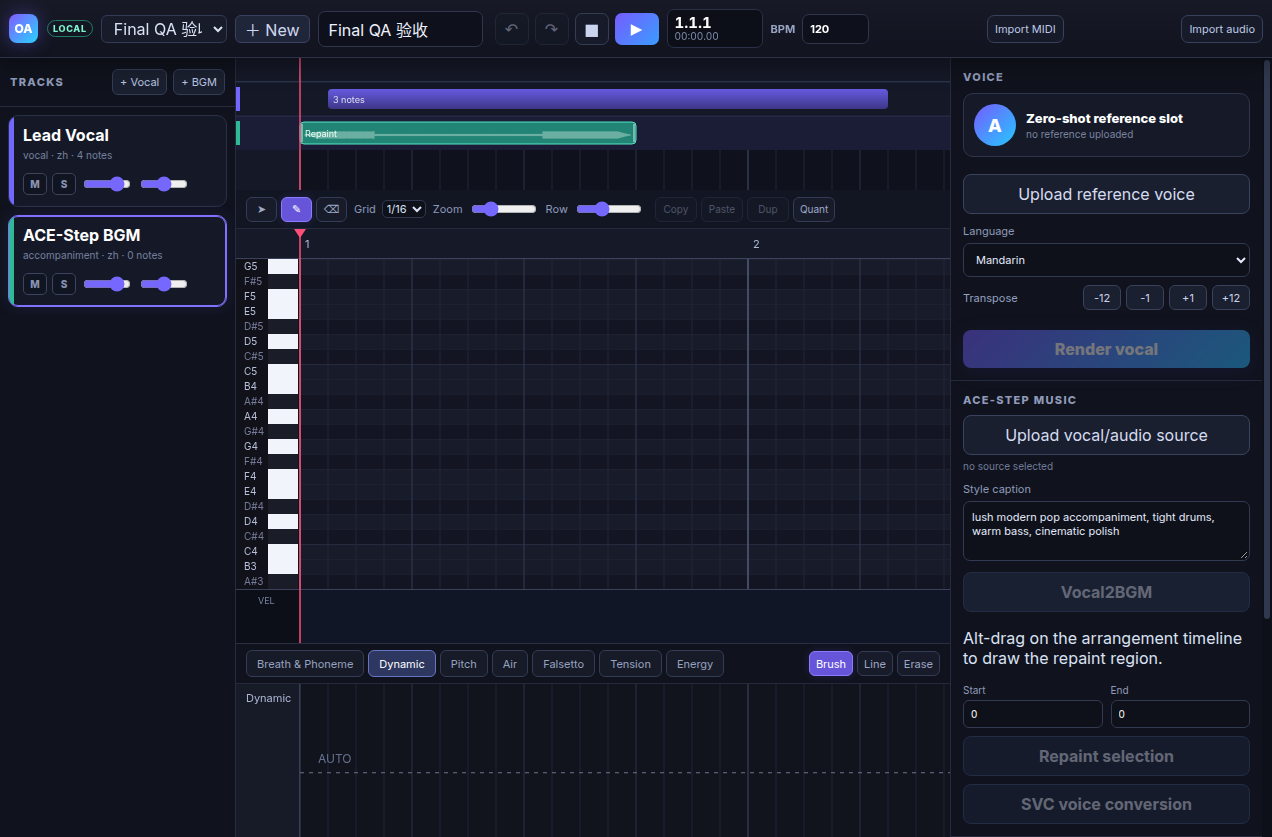 OA
LOCAL
Final QA 验
+ New
Final QA 验收
1.1.1
00:00.00
BPM
120
Import MIDI
Import audio
TRACKS
+ Vocal
+ BGM
Lead Vocal
vocal · zh · 4 notes
M
S
ACE-Step BGM
accompaniment · zh · 0 notes
M
S
3 notes
Repaint
Grid
1/16
Zoom
Row
Copy
Paste
Dup
Quant
1
2
G5
F#5
F5
E5
D#5
D5
C#5
C5
B4
A#4
A4
G#4
G4
F#4
F4
E4
D#4
D4
C#4
C4
B3
A#3
VEL
Breath & Phoneme
Dynamic
Pitch
Air
Falsetto
Tension
Energy
Brush
Line
Erase
Dynamic
AUTO
VOICE
A
Zero-shot reference slot
no reference uploaded
Upload reference voice
Language
Mandarin
Transpose
-12
-1
+1
+12
Render vocal
ACE-STEP MUSIC
Upload vocal/audio source
no source selected
Style caption
lush modern pop accompaniment, tight drums,
warm bass, cinematic polish
Vocal2BGM
Alt-drag on the arrangement timeline
to draw the repaint region.
Start
End
0
0
Repaint selection
SVC voice conversion